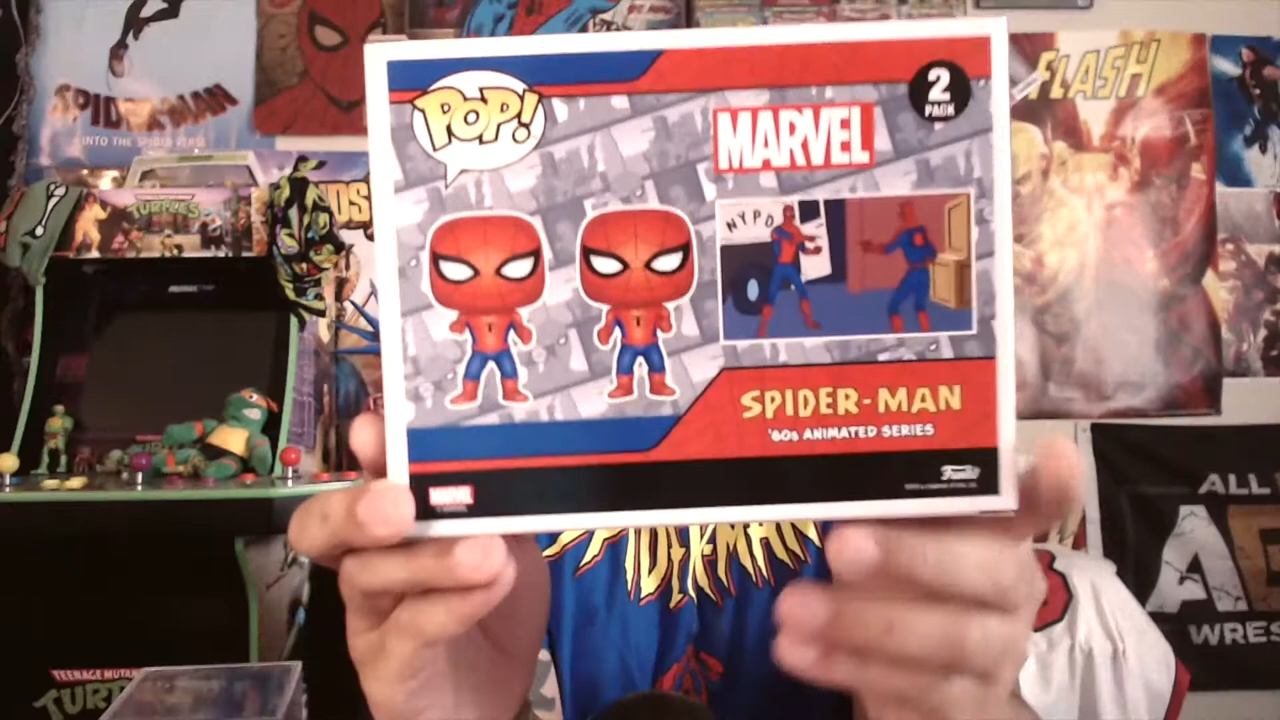 SPIDER-MAN
INTO THE SPIDER-VERSE
TURTLES
POP!
MARVEL
2
PACK
NYPD
SPIDER-MAN
'60s ANIMATED SERIES
MARVEL
Funko
FLASH
SPIDER-MAN
ALL
WRES
TEENAGE MUTA
TURT